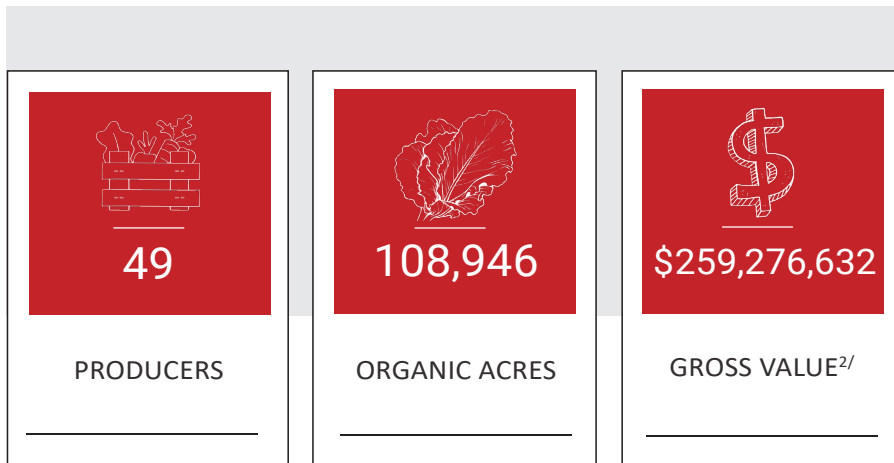 49
PRODUCERS
108,946
ORGANIC ACRES
$259,276,632
GROSS VALUE2/